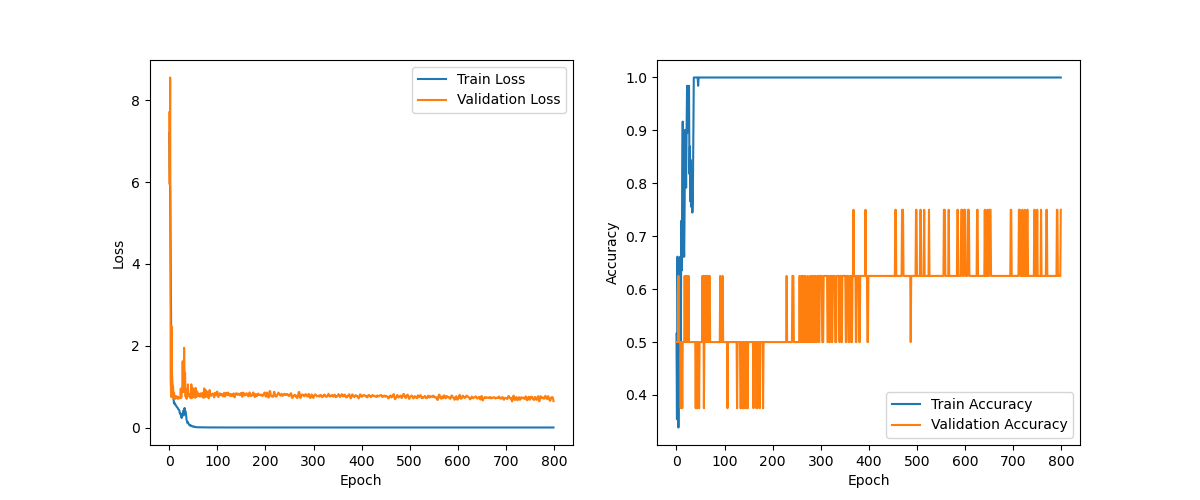 Train Loss
Validation Loss
8
6
4
2
0
Loss
0 100 200 300 400 500 600 700 800
Epoch
1.0
0.9
0.8
0.7
0.6
0.5
0.4
Accuracy
Train Accuracy
Validation Accuracy
0 100 200 300 400 500 600 700 800
Epoch